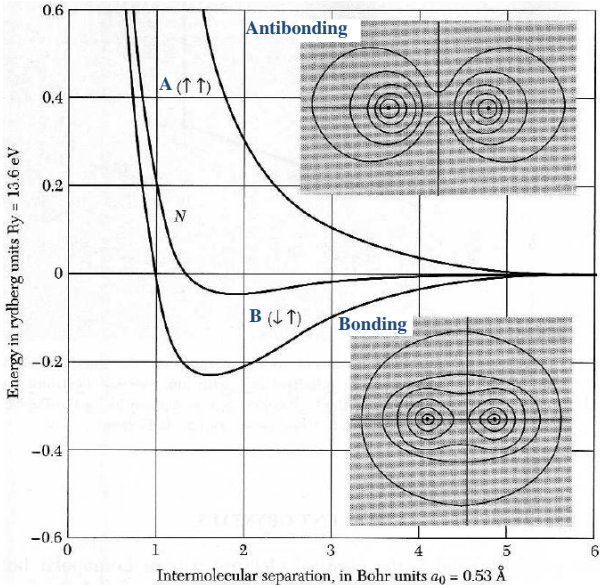 0.6
Antibonding
A (↑↑)
0.4
0.2
N
0
B (↓↑)
Bonding
−0.2
−0.4
−0.6
0 1 2 3 4 5 6
Energy in rydberg units Ry = 13.6 eV
Intermolecular separation, in Bohr units a₀ = 0.53 Å